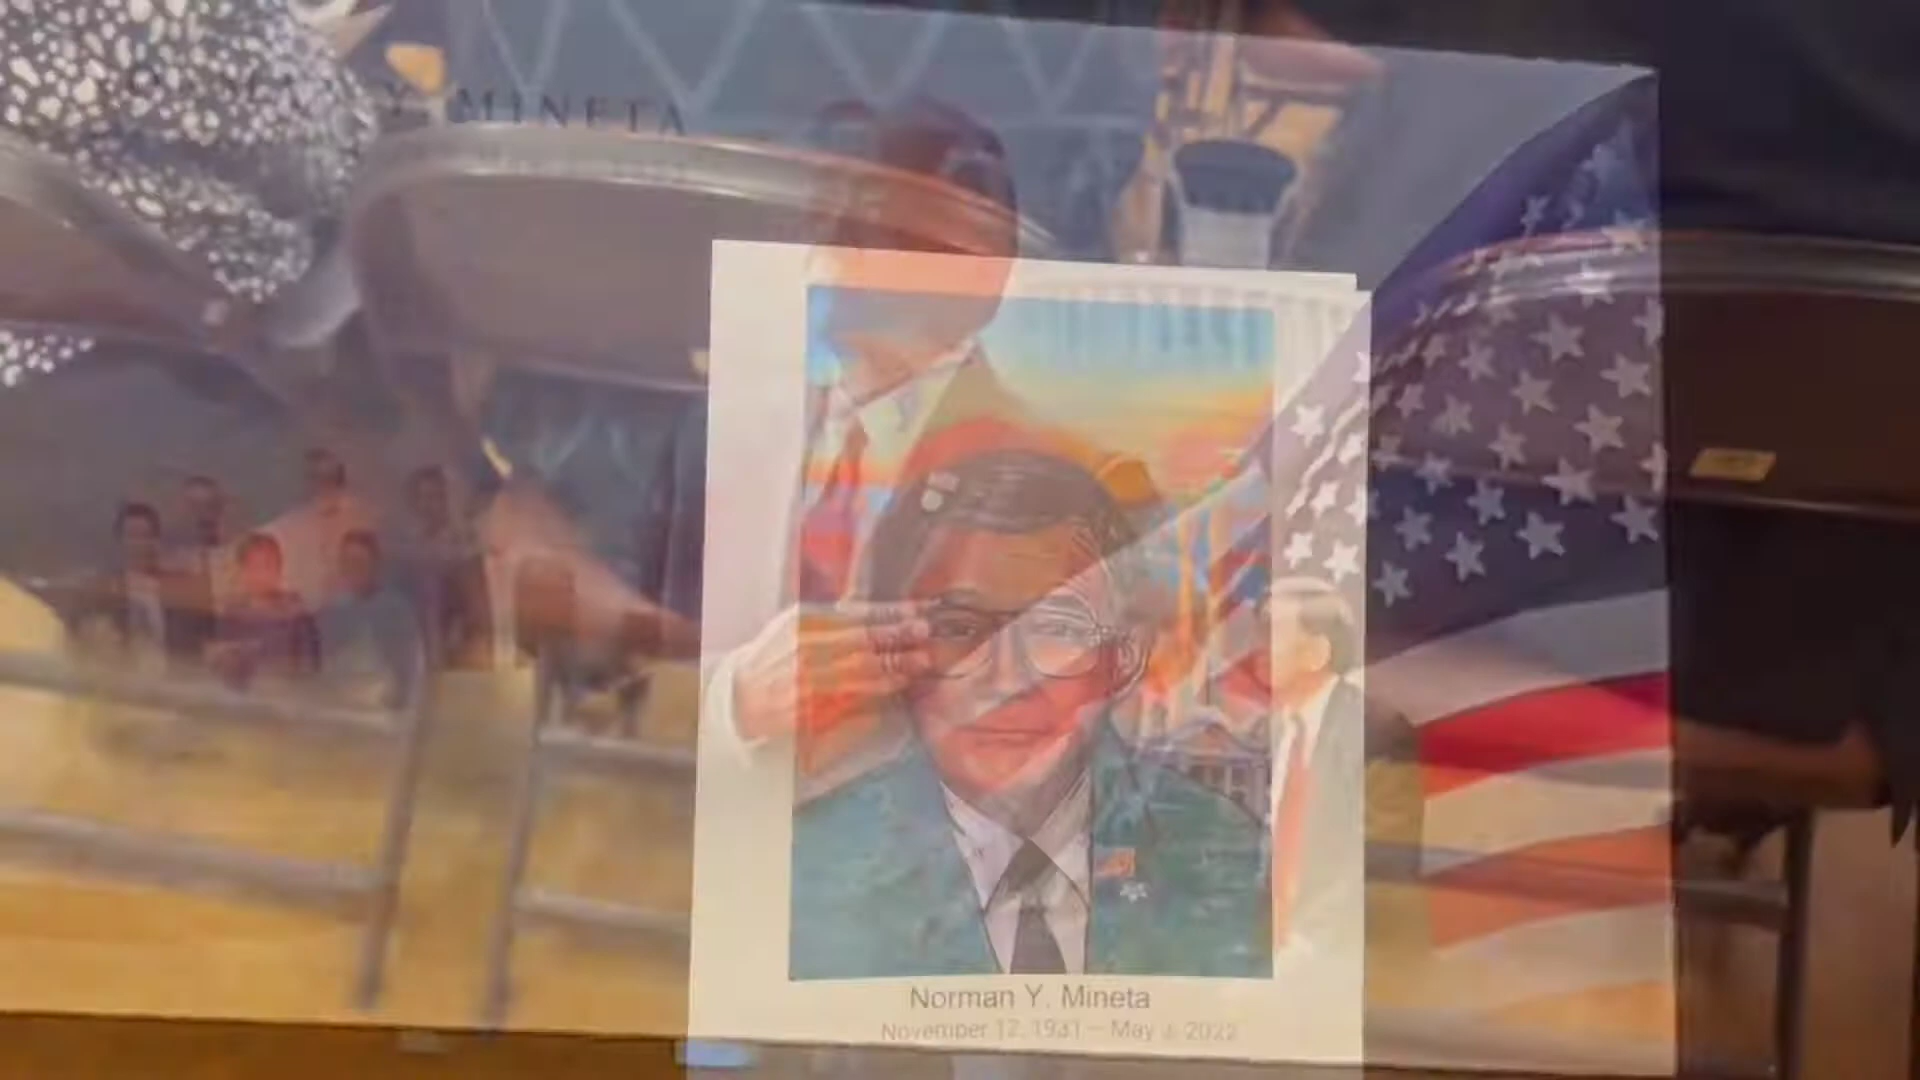 Y. MINETA
Norman Y. Mineta
November 12, 1931 – May 3, 2022